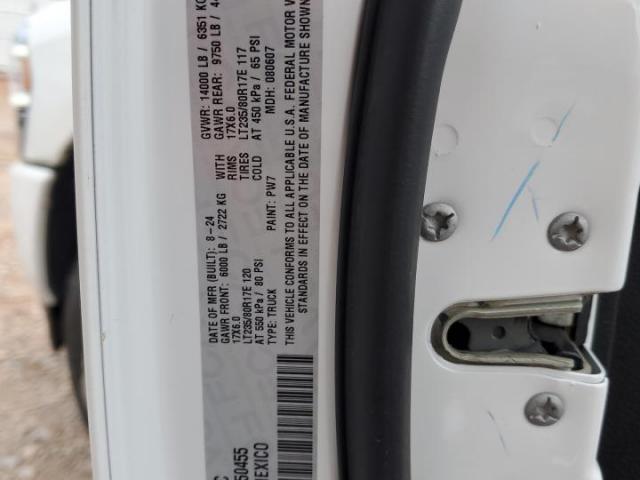 DATE OF MFR (BUILT): 8-24 GVWR: 14000 LB / 6351 KG
GAWR FRONT: 6000 LB / 2722 KG WITH GAWR REAR: 9750 LB / 44
17X6.0 RIMS 17X6.0
LT235/80R17E 120 TIRES LT235/80R17E 117
AT 550 kPa / 80 PSI COLD AT 450 kPa / 65 PSI
TYPE: TRUCK PAINT: PW7 MDH: 080607
THIS VEHICLE CONFORMS TO ALL APPLICABLE U.S.A. FEDERAL MOTOR V
STANDARDS IN EFFECT ON THE DATE OF MANUFACTURE SHOWN
50455
EXICO